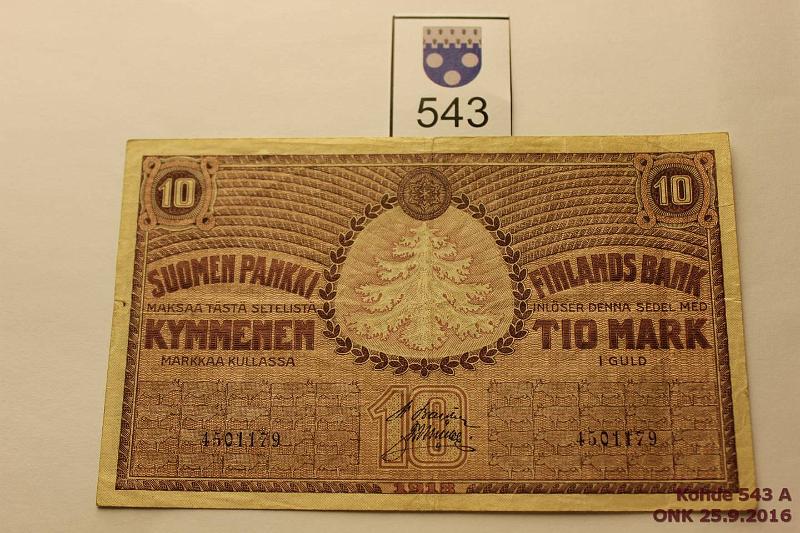 543
10
10
SUOMEN PANKKI
MAKSAA TÄSTÄ SETELISTÄ
KYMMENEN
MARKKAA KULLASSA
FINLANDS BANK
INLÖSER DENNA SEDEL MED
TIO MARK
I GULD
4501179
10
4501179
1918
Kohde 543 A
ONK 25.9.2016